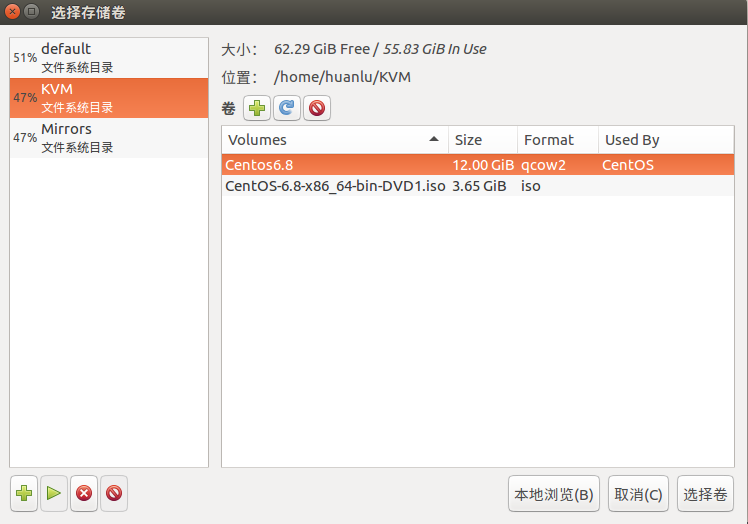 选择存储卷
51% default
文件系统目录
47% KVM
文件系统目录
47% Mirrors
文件系统目录
大小： 62.29 GiB Free / 55.83 GiB In Use
位置： /home/huanlu/KVM
卷
Volumes Size Format Used By
Centos6.8 12.00 GiB qcow2 CentOS
CentOS-6.8-x86_64-bin-DVD1.iso 3.65 GiB iso
本地浏览(B) 取消(C) 选择卷